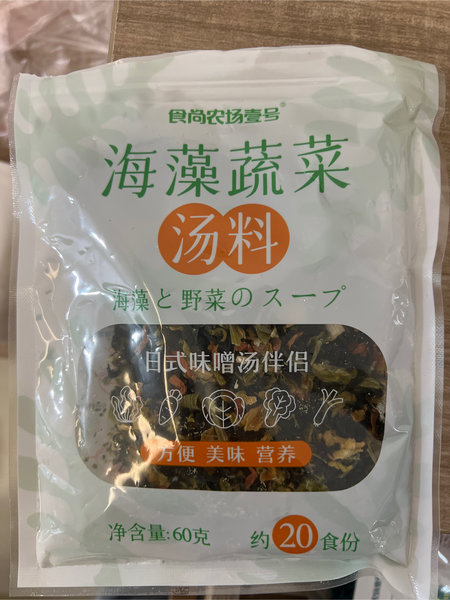 食尚农场壹号®
海藻蔬菜
汤料
海藻と野菜のスープ
日式味噌汤伴侣
方便 美味 营养
净含量:60克 约20食份